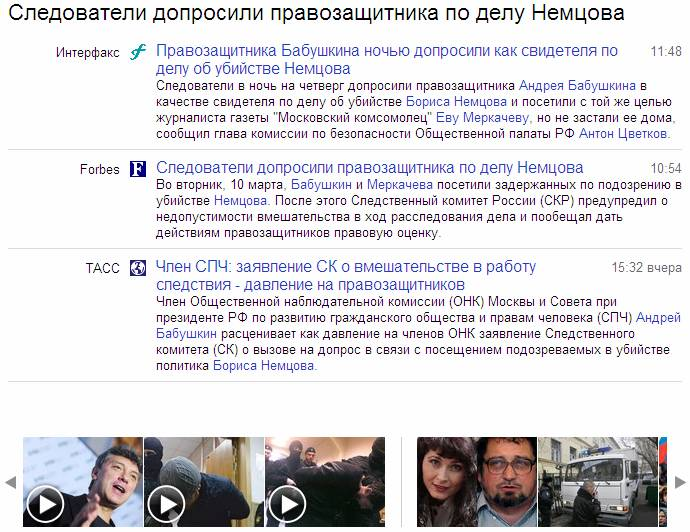 Следователи допросили правозащитника по делу Немцова
Интерфакс
Правозащитника Бабушкина ночью допросили как свидетеля по
11:48
делу об убийстве Немцова
Следователи в ночь на четверг допросили правозащитника Андрея Бабушкина в
качестве свидетеля по делу об убийстве Бориса Немцова и посетили с той же целью
журналиста газеты "Московский комсомолец" Еву Меркачеву, но не застали ее дома,
сообщил глава комиссии по безопасности Общественной палаты РФ Антон Цветков.
Forbes
F
Следователи допросили правозащитника по делу Немцова
10:54
Во вторник, 10 марта, Бабушкин и Меркачева посетили задержанных по подозрению в
убийстве Немцова. После этого Следственный комитет России (СКР) предупредил о
недопустимости вмешательства в ход расследования дела и пообещал дать
действиям правозащитников правовую оценку.
ТАСС
Член СПЧ: заявление СК о вмешательстве в работу
15:32 вчера
следствия - давление на правозащитников
Член Общественной наблюдательной комиссии (ОНК) Москвы и Совета при
президенте РФ по развитию гражданского общества и правам человека (СПЧ) Андрей
Бабушкин расценивает как давление на членов ОНК заявление Следственного
комитета (СК) о вызове на допрос в связи с посещением подозреваемых в убийстве
политика Бориса Немцова.